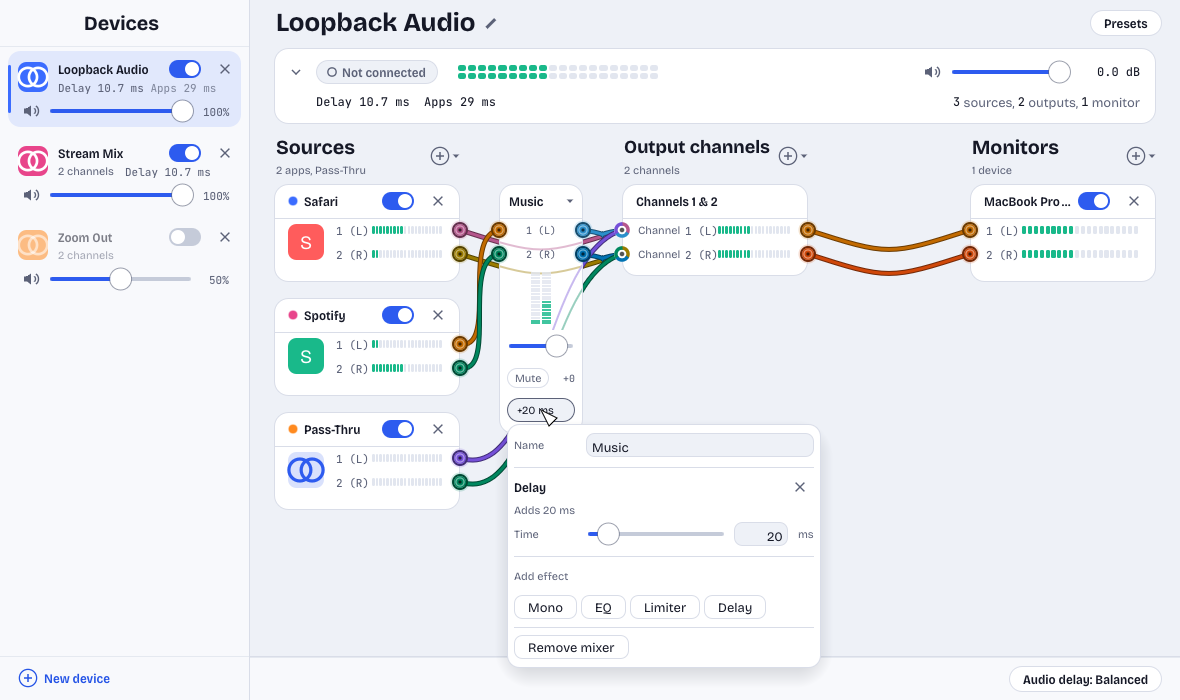 Devices
Loopback Audio
Delay 10.7 ms Apps 29 ms
100%
Stream Mix
2 channels Delay 10.7 ms
100%
Zoom Out
2 channels
50%
New device
Loopback Audio
Presets
Not connected
0.0 dB
Delay 10.7 ms Apps 29 ms
3 sources, 2 outputs, 1 monitor
Sources
2 apps, Pass-Thru
Safari
S
1 (L)
2 (R)
Spotify
S
1 (L)
2 (R)
Pass-Thru
1 (L)
2 (R)
Music
1 (L)
2 (R)
Mute +0
+20 ms
Output channels
2 channels
Channels 1 & 2
Channel 1 (L)
Channel 2 (R)
Monitors
1 device
MacBook Pro...
1 (L)
2 (R)
Name Music
Delay
Adds 20 ms
Time 20 ms
Add effect
Mono EQ Limiter Delay
Remove mixer
Audio delay: Balanced